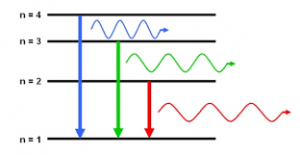 n = 4
n = 3
n = 2
n = 1